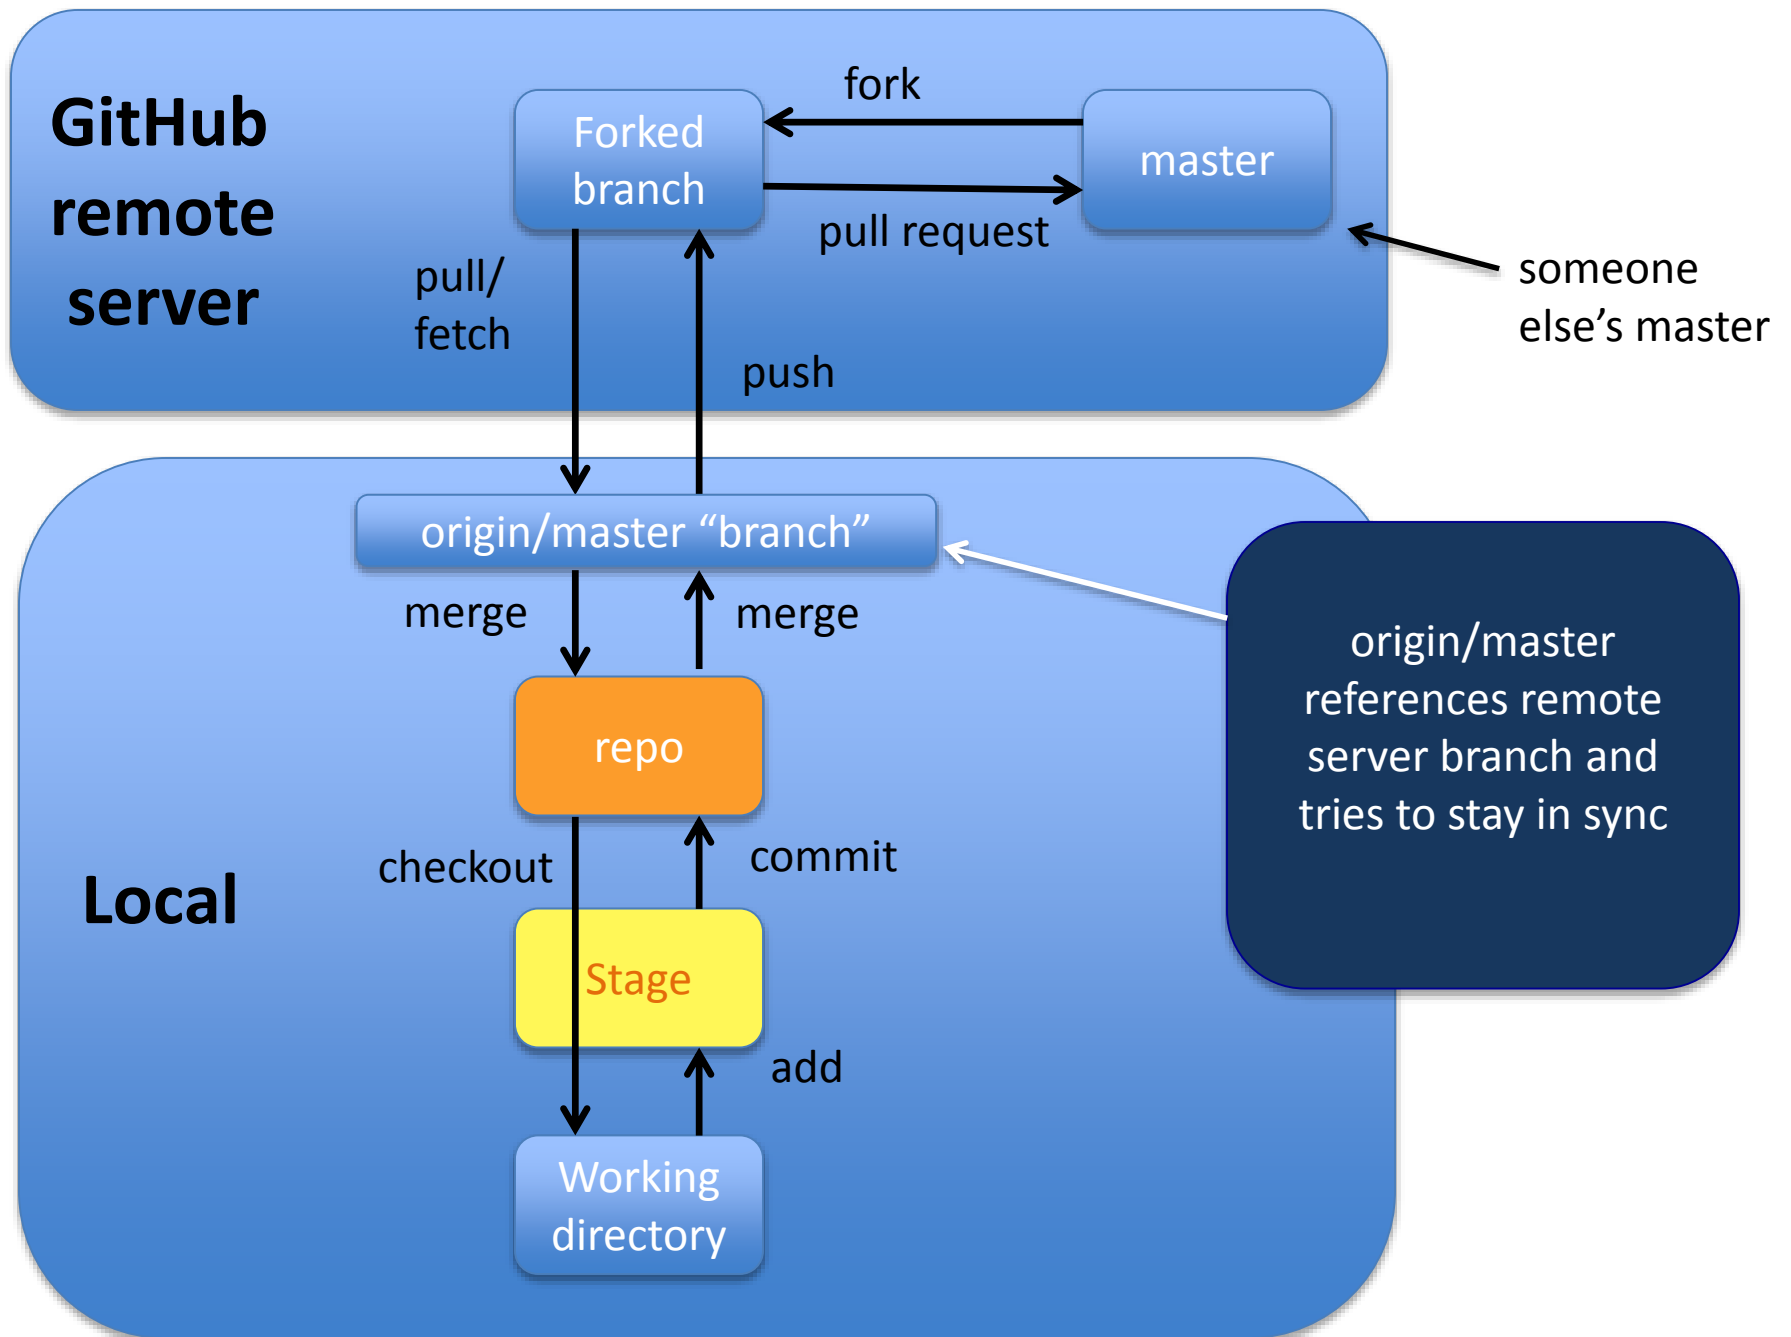 GitHub
remote
server
Forked
branch
fork
pull request
master
someone
else’s master
pull/
fetch
push
origin/master “branch”
merge
merge
repo
checkout
commit
Local
Stage
add
Working
directory
origin/master
references remote
server branch and
tries to stay in sync